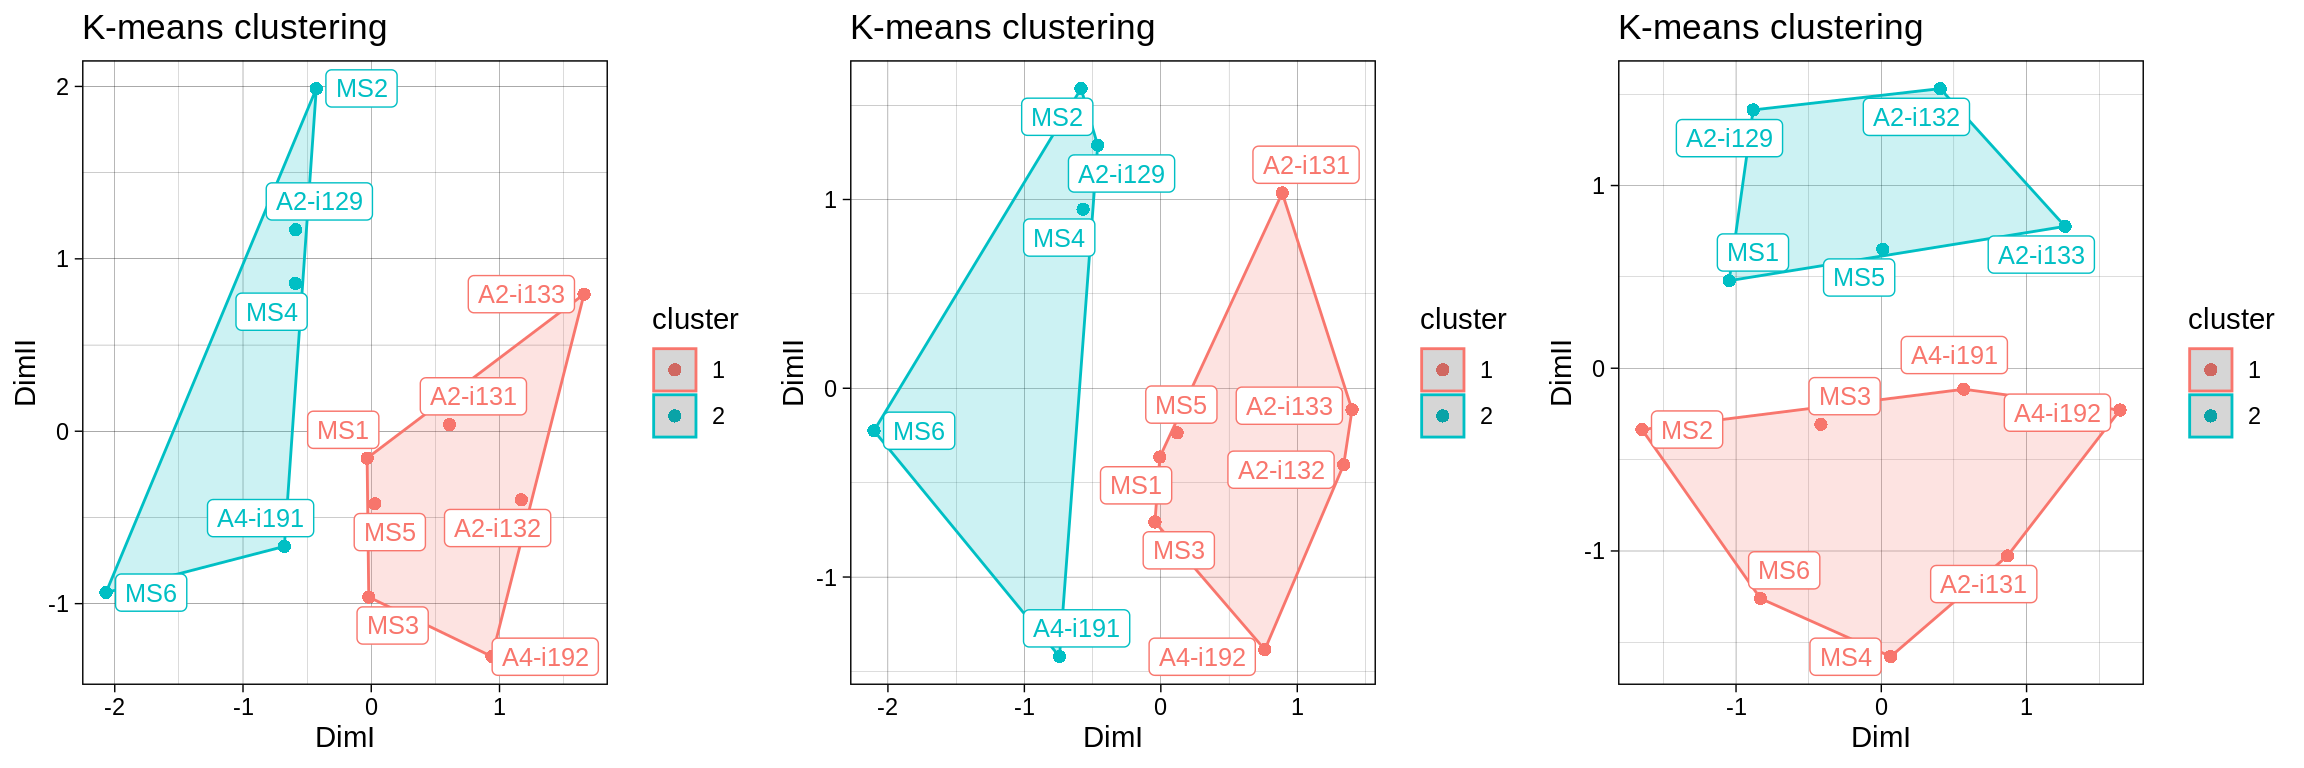 K-means clustering
DimII
2
1
0
-1
MS2
A2-i129
MS4
A2-i133
A2-i131
MS1
A4-i191
MS5
A2-i132
MS6
MS3
A4-i192
-2
-1
0
1
DimI
cluster
1
2
K-means clustering
DimII
1
0
-1
MS2
A2-i131
A2-i129
MS4
MS5
A2-i133
MS6
A2-i132
MS1
MS3
A4-i191
A4-i192
-2
-1
0
1
DimI
cluster
1
2
K-means clustering
DimII
1
0
-1
A2-i132
A2-i129
MS1
A2-i133
MS5
A4-i191
MS3
A4-i192
MS2
MS6
A2-i131
MS4
-1
0
1
DimI
cluster
1
2